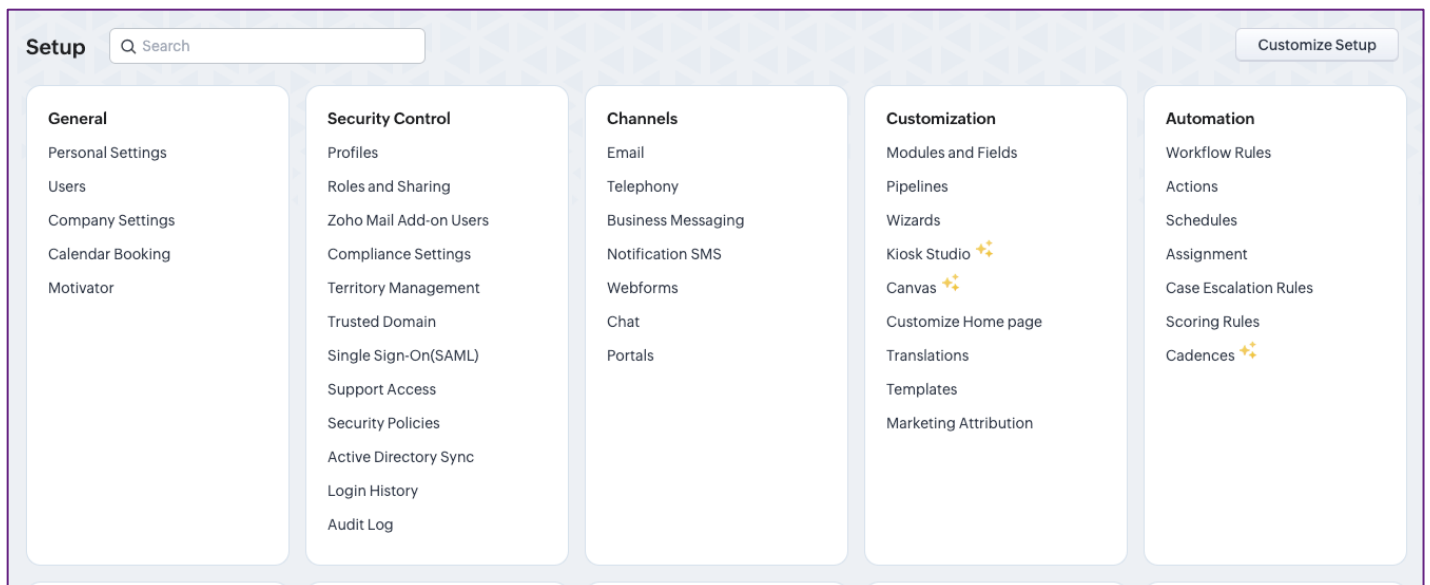 Setup
Search
Customize Setup
General
Personal Settings
Users
Company Settings
Calendar Booking
Motivator
Security Control
Profiles
Roles and Sharing
Zoho Mail Add-on Users
Compliance Settings
Territory Management
Trusted Domain
Single Sign-On(SAML)
Support Access
Security Policies
Active Directory Sync
Login History
Audit Log
Channels
Email
Telephony
Business Messaging
Notification SMS
Webforms
Chat
Portals
Customization
Modules and Fields
Pipelines
Wizards
Kiosk Studio
Canvas
Customize Home page
Translations
Templates
Marketing Attribution
Automation
Workflow Rules
Actions
Schedules
Assignment
Case Escalation Rules
Scoring Rules
Cadences